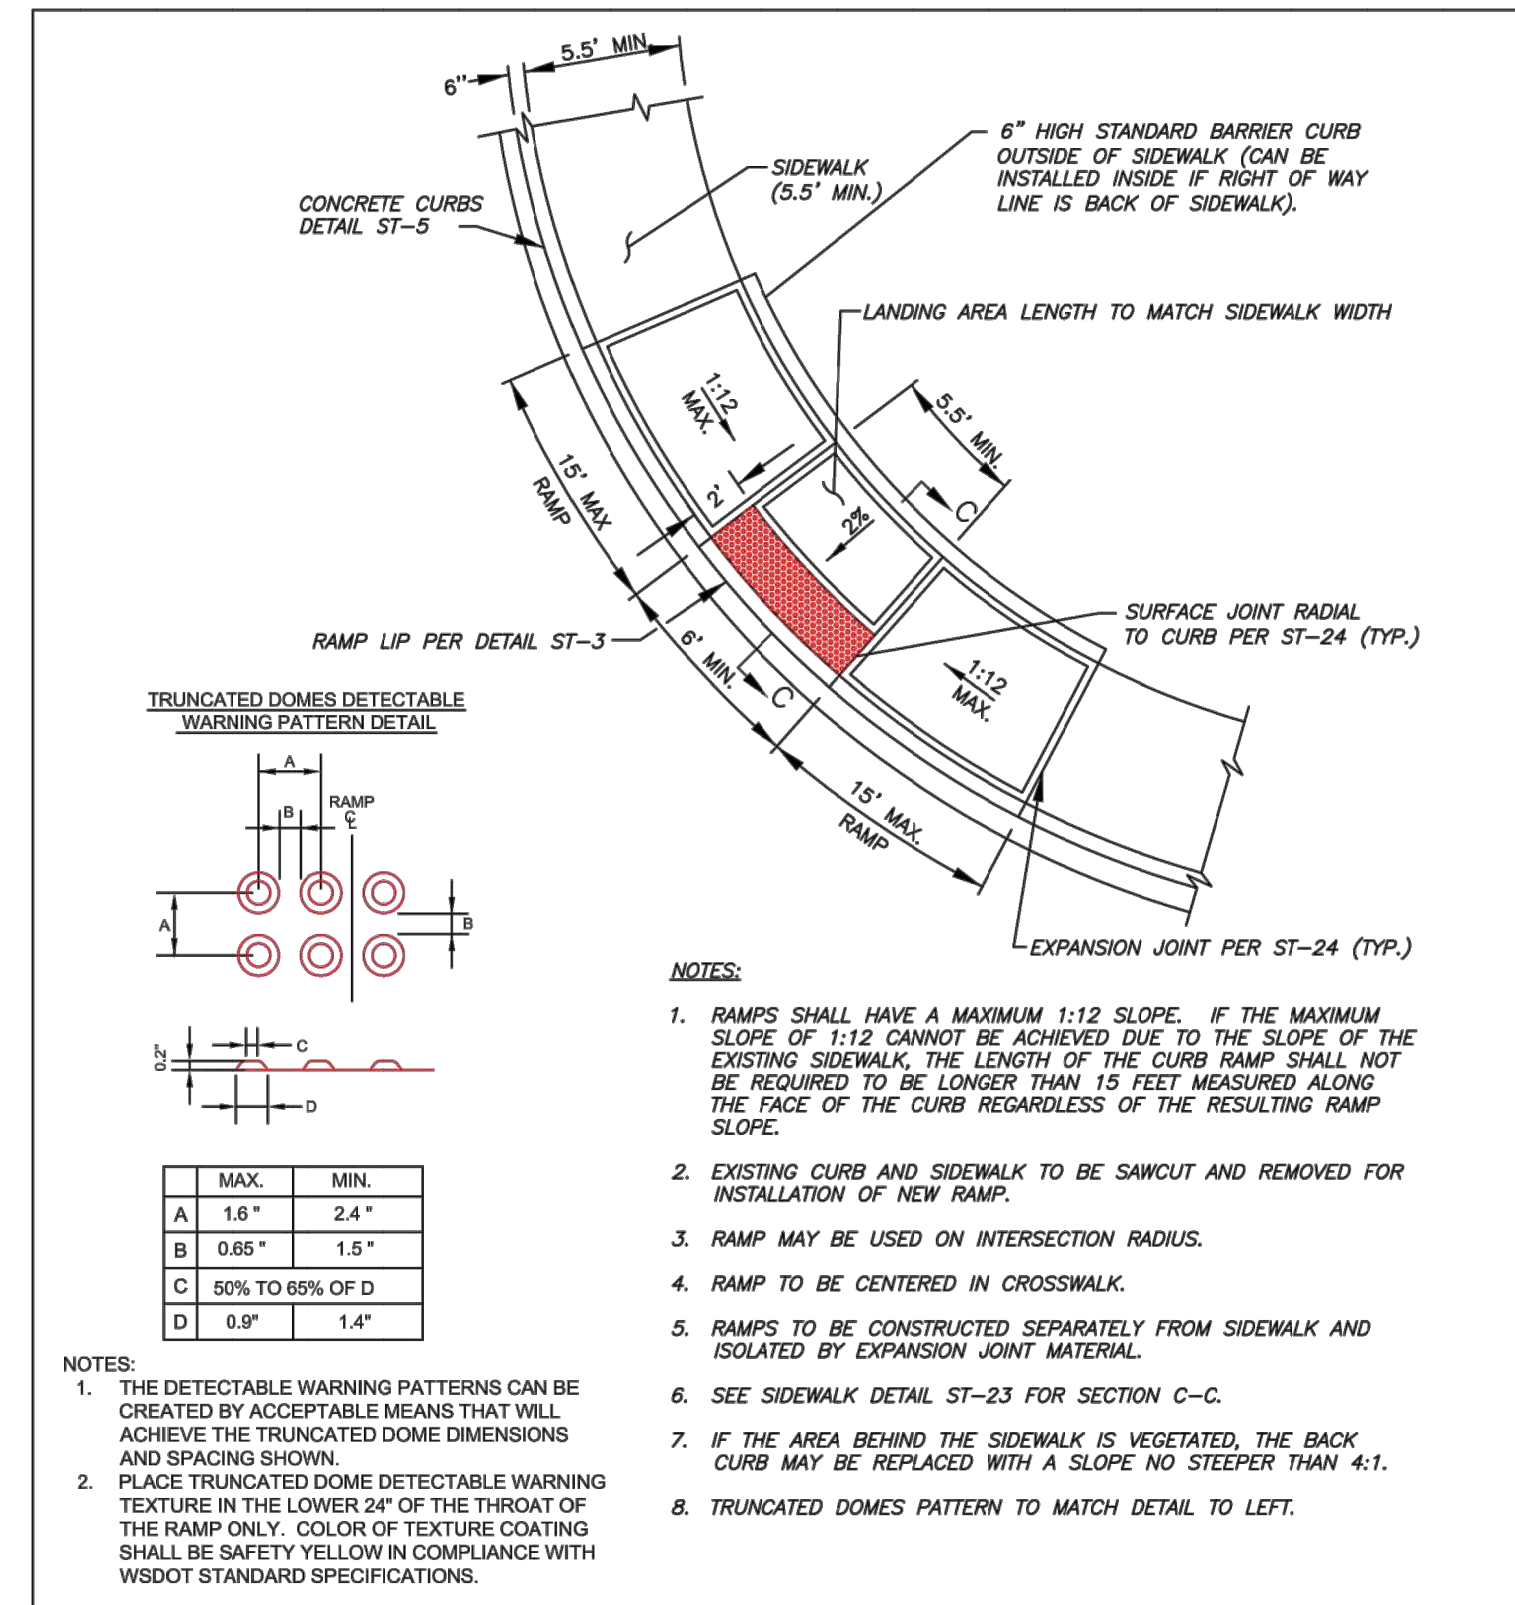 5.5' MIN.
6"
6" HIGH STANDARD BARRIER CURB
OUTSIDE OF SIDEWALK (CAN BE
INSTALLED INSIDE IF RIGHT OF WAY
LINE IS BACK OF SIDEWALK).
SIDEWALK
(5.5' MIN.)
CONCRETE CURBS
DETAIL ST-5
LANDING AREA LENGTH TO MATCH SIDEWALK WIDTH
1:12
MAX.
5.5' MIN.
15' MAX
RAMP
2'
2%
C
SURFACE JOINT RADIAL
TO CURB PER ST-24 (TYP.)
RAMP LIP PER DETAIL ST-3
6' MIN.
C
1:12
MAX.
15' MAX.
RAMP
EXPANSION JOINT PER ST-24 (TYP.)
TRUNCATED DOMES DETECTABLE
WARNING PATTERN DETAIL
A
B
RAMP
CL
A
B
0.2"
C
D
MAX. MIN.
A 1.6 " 2.4 "
B 0.65 " 1.5 "
C 50% TO 65% OF D
D 0.9" 1.4"
NOTES:
1. THE DETECTABLE WARNING PATTERNS CAN BE
CREATED BY ACCEPTABLE MEANS THAT WILL
ACHIEVE THE TRUNCATED DOME DIMENSIONS
AND SPACING SHOWN.
2. PLACE TRUNCATED DOME DETECTABLE WARNING
TEXTURE IN THE LOWER 24" OF THE THROAT OF
THE RAMP ONLY. COLOR OF TEXTURE COATING
SHALL BE SAFETY YELLOW IN COMPLIANCE WITH
WSDOT STANDARD SPECIFICATIONS.
NOTES:
1. RAMPS SHALL HAVE A MAXIMUM 1:12 SLOPE. IF THE MAXIMUM
SLOPE OF 1:12 CANNOT BE ACHIEVED DUE TO THE SLOPE OF THE
EXISTING SIDEWALK, THE LENGTH OF THE CURB RAMP SHALL NOT
BE REQUIRED TO BE LONGER THAN 15 FEET MEASURED ALONG
THE FACE OF THE CURB REGARDLESS OF THE RESULTING RAMP
SLOPE.
2. EXISTING CURB AND SIDEWALK TO BE SAWCUT AND REMOVED FOR
INSTALLATION OF NEW RAMP.
3. RAMP MAY BE USED ON INTERSECTION RADIUS.
4. RAMP TO BE CENTERED IN CROSSWALK.
5. RAMPS TO BE CONSTRUCTED SEPARATELY FROM SIDEWALK AND
ISOLATED BY EXPANSION JOINT MATERIAL.
6. SEE SIDEWALK DETAIL ST-23 FOR SECTION C-C.
7. IF THE AREA BEHIND THE SIDEWALK IS VEGETATED, THE BACK
CURB MAY BE REPLACED WITH A SLOPE NO STEEPER THAN 4:1.
8. TRUNCATED DOMES PATTERN TO MATCH DETAIL TO LEFT.